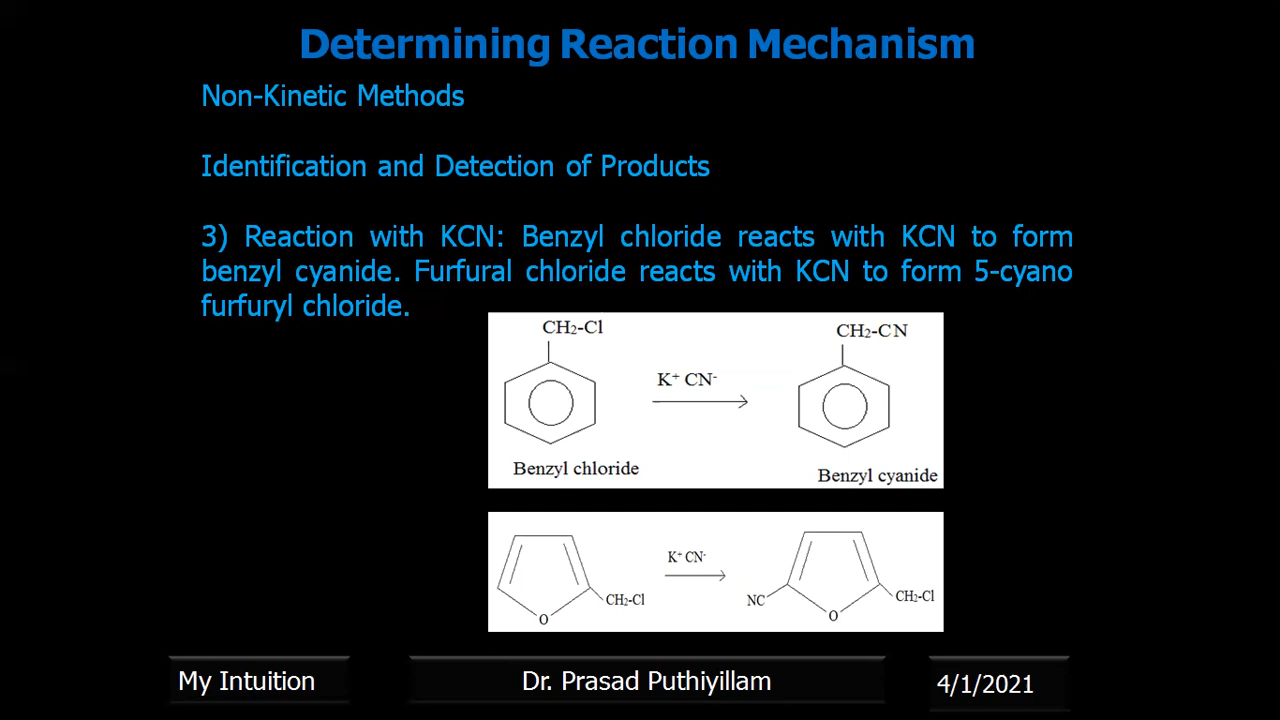 Determining Reaction Mechanism
Non-Kinetic Methods
Identification and Detection of Products
3) Reaction with KCN: Benzyl chloride reacts with KCN to form
benzyl cyanide. Furfural chloride reacts with KCN to form 5-cyano
furfuryl chloride.
CH₂-Cl
CH₂-CN
K⁺ CN⁻
Benzyl chloride
Benzyl cyanide
K⁺ CN⁻
CH₂-Cl
O
NC
CH₂-Cl
O
My Intuition
Dr. Prasad Puthiyillam
4/1/2021